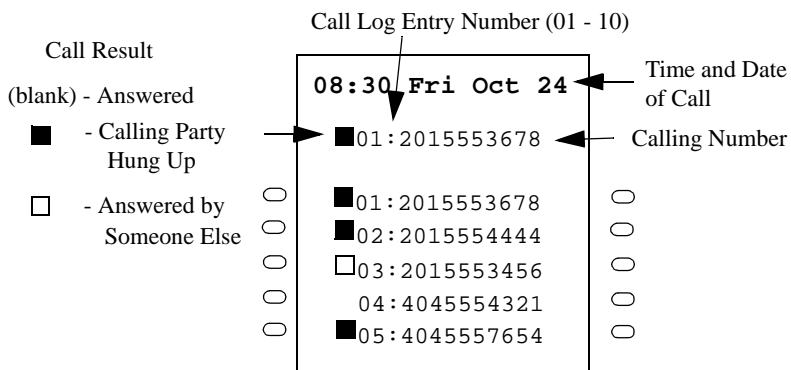 Call Log Entry Number (01 - 10)
Call Result
(blank) - Answered
- Calling Party
Hung Up
- Answered by
Someone Else
08:30 Fri Oct 24
01:2015553678
01:2015553678
02:2015554444
03:2015553456
04:4045554321
05:4045557654
Time and Date
of Call
Calling Number